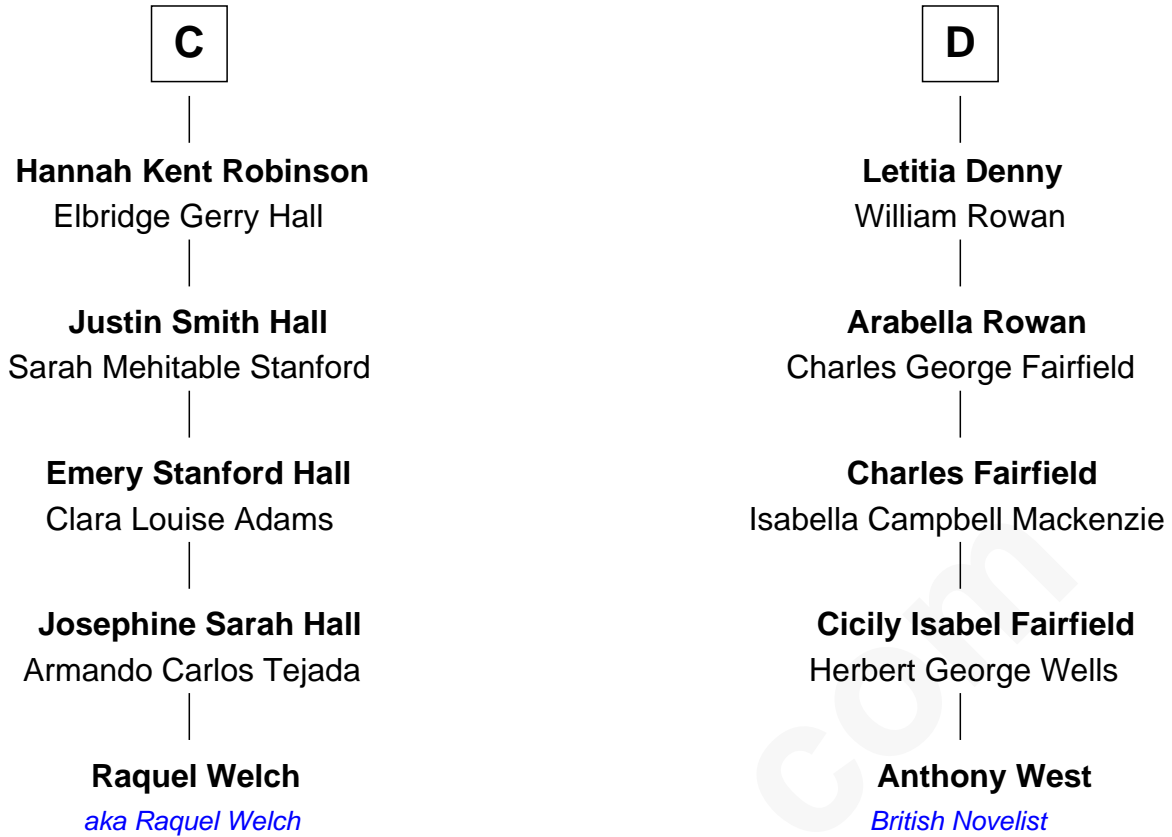 C
Hannah Kent Robinson
Elbridge Gerry Hall
Justin Smith Hall
Sarah Mehitable Stanford
Emery Stanford Hall
Clara Louise Adams
Josephine Sarah Hall
Armando Carlos Tejada
Raquel Welch
aka Raquel Welch
D
Letitia Denny
William Rowan
Arabella Rowan
Charles George Fairfield
Charles Fairfield
Isabella Campbell Mackenzie
Cicily Isabel Fairfield
Herbert George Wells
Anthony West
British Novelist
com